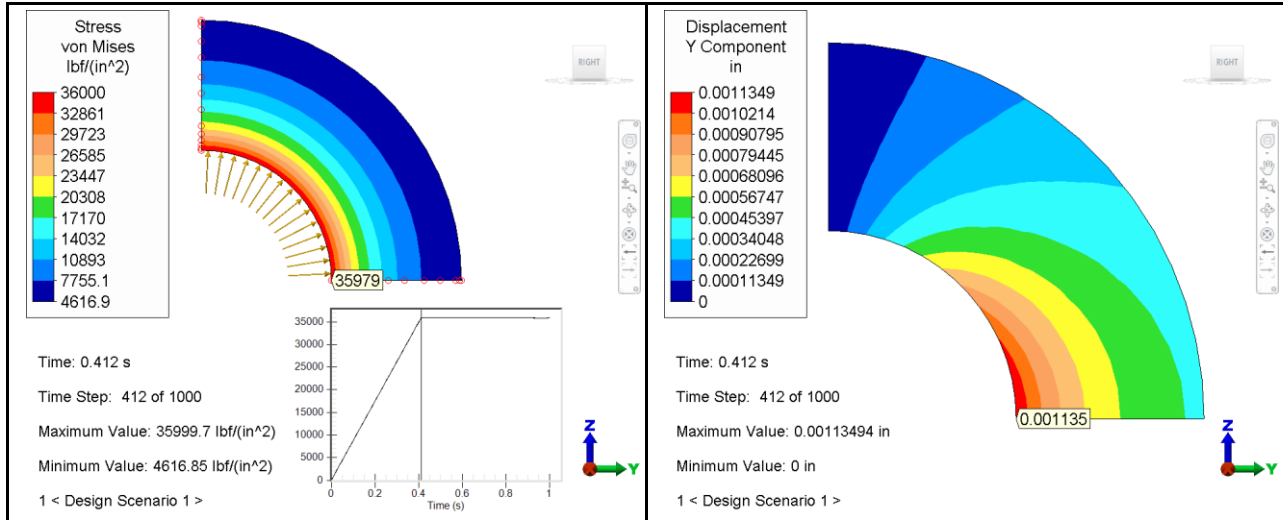 Stress
von Mises
lbf/(in^2)
36000
32861
29723
26585
23447
20308
17170
14032
10893
7755.1
4616.9
RIGHT
35979
35000
30000
25000
20000
15000
10000
5000
0
0 0.2 0.4 0.6 0.8 1
Time (s)
Time: 0.412 s
Time Step: 412 of 1000
Maximum Value: 35999.7 lbf/(in^2)
Minimum Value: 4616.85 lbf/(in^2)
1 < Design Scenario 1 >
Z
Y
Displacement
Y Component
in
0.0011349
0.0010214
0.00090795
0.00079445
0.00068096
0.00056747
0.00045397
0.00034048
0.00022699
0.00011349
0
RIGHT
0.001135
Time: 0.412 s
Time Step: 412 of 1000
Maximum Value: 0.00113494 in
Minimum Value: 0 in
1 < Design Scenario 1 >
Z
Y